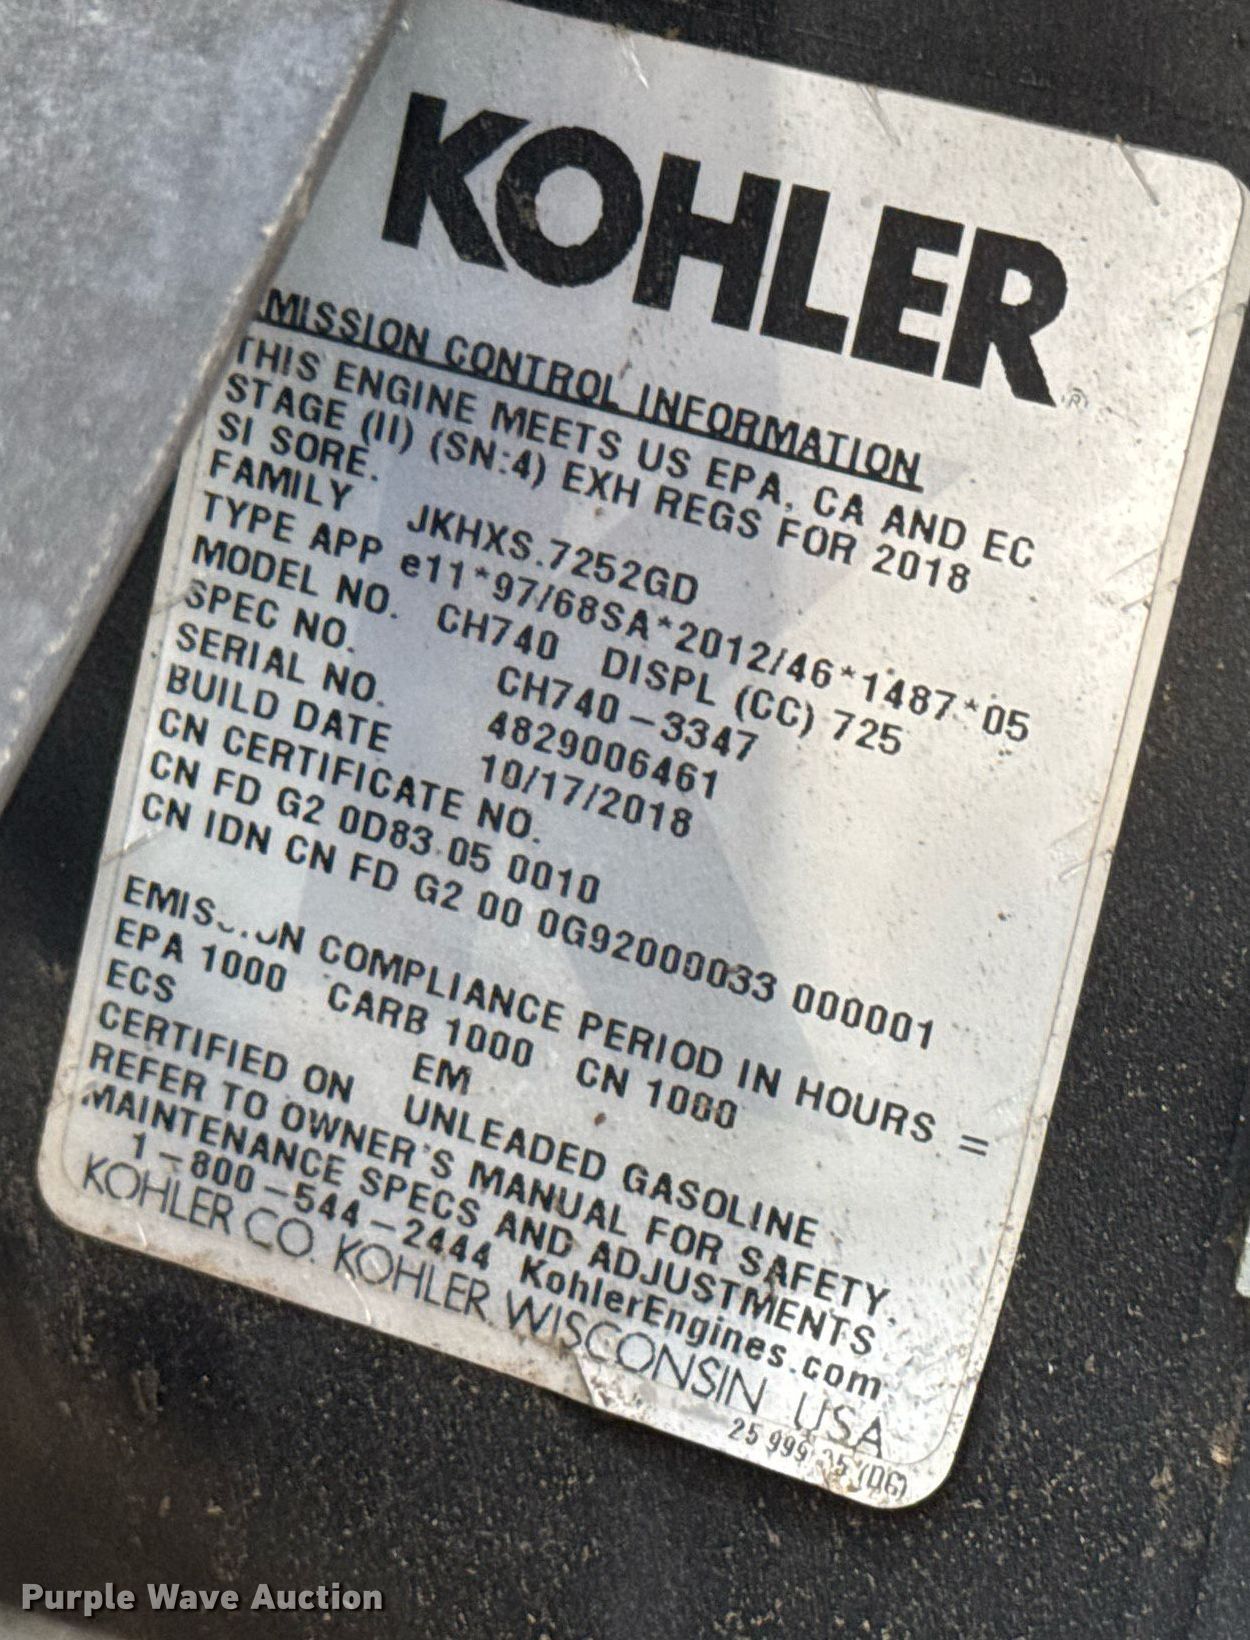 KOHLER®
MISSION CONTROL INFORMATION
THIS ENGINE MEETS US EPA, CA AND EC
STAGE (II) (SN:4) EXH REGS FOR 2018
SI SORE.
FAMILY JKHXS.7252GD
TYPE APP e11*97/68SA*2012/46*1487*05
MODEL NO. CH740 DISPL (CC) 725
SPEC NO. CH740-3347
SERIAL NO. 4829006461
BUILD DATE 10/17/2018
CN CERTIFICATE NO.
CN FD G2 0D83 05 0010
CN IDN CN FD G2 00 0G92000033 000001
EMISSION COMPLIANCE PERIOD IN HOURS =
EPA 1000 CARB 1000 CN 1000
ECS EM
CERTIFIED ON UNLEADED GASOLINE
REFER TO OWNER'S MANUAL FOR SAFETY,
MAINTENANCE SPECS AND ADJUSTMENTS
1-800-544-2444 KohlerEngines.com
KOHLER CO. KOHLER WISCONSIN USA
25 999 (DG)
Purple Wave Auction